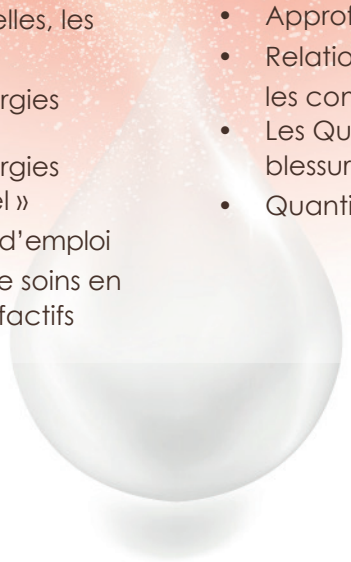 elles, les
rgies
rgies
el »
d’emploi
e soins en
factifs
• Approf
• Relatio
les con
• Les Qu
blessur
• Quanti